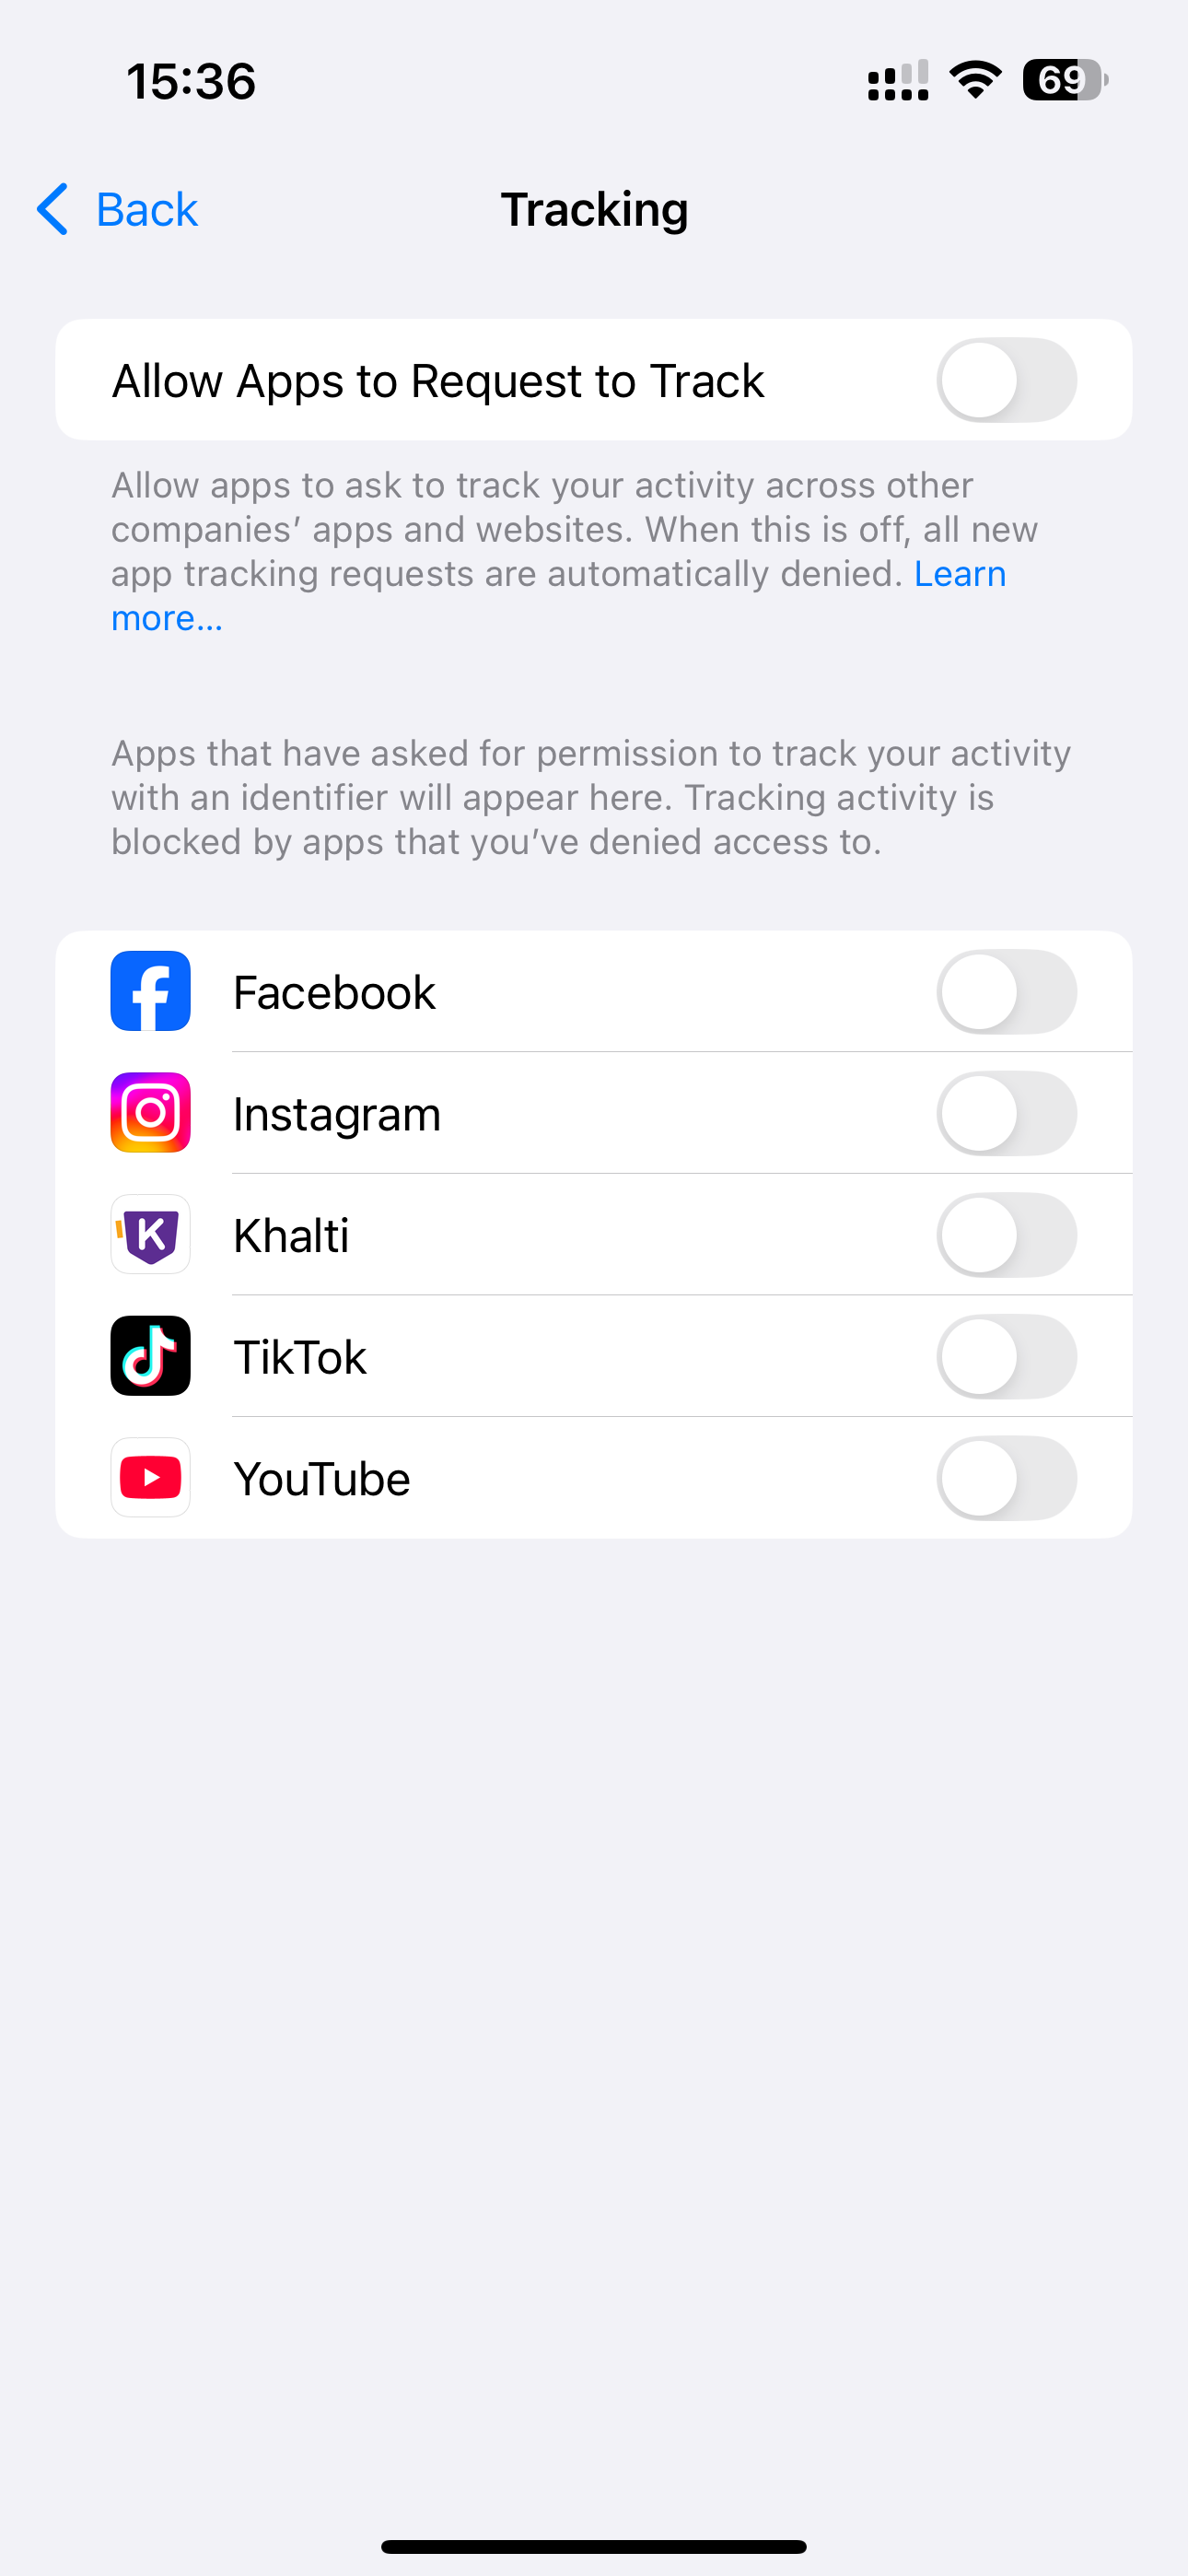 15:36
69
Back
Tracking
Allow Apps to Request to Track
Allow apps to ask to track your activity across other
companies’ apps and websites. When this is off, all new
app tracking requests are automatically denied. Learn
more...
Apps that have asked for permission to track your activity
with an identifier will appear here. Tracking activity is
blocked by apps that you’ve denied access to.
Facebook
Instagram
K
Khalti
TikTok
YouTube